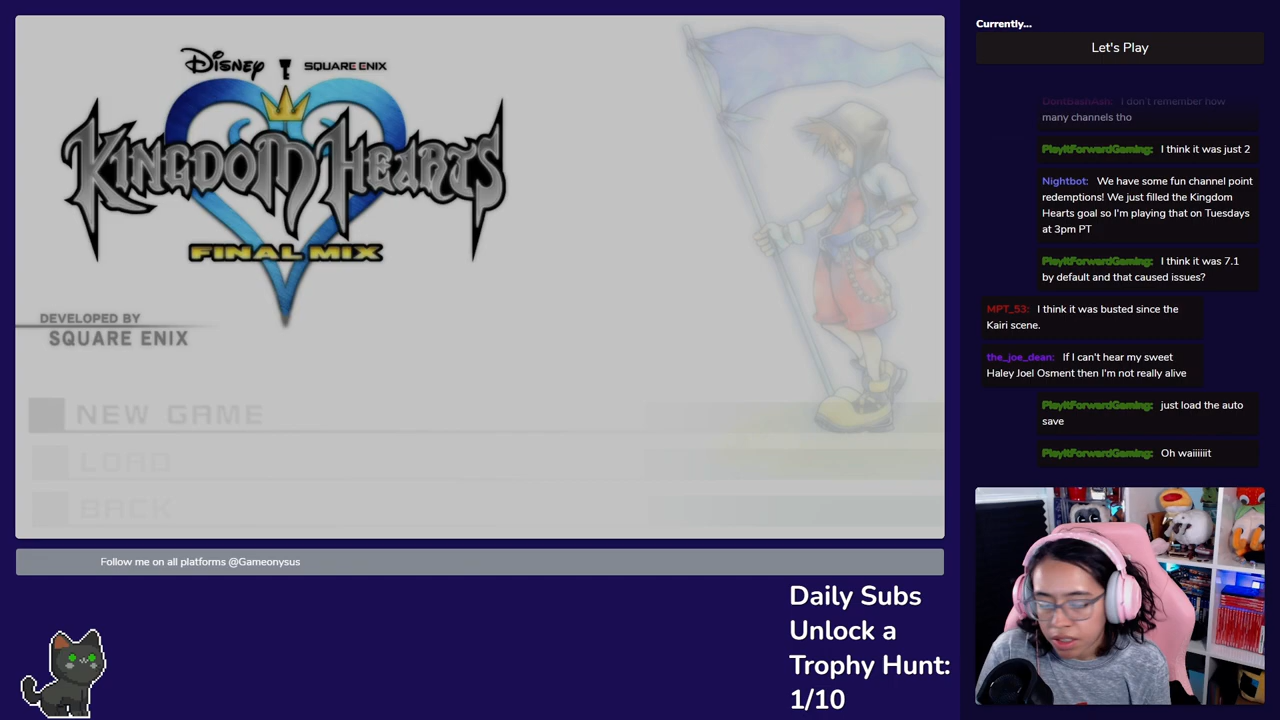 Disney SQUARE ENIX
KINGDOM HEARTS
FINAL MIX
DEVELOPED BY
SQUARE ENIX
NEW GAME
LOAD
BACK
Follow me on all platforms @Gameonysus
Daily Subs
Unlock a
Trophy Hunt:
1/10
Currently...
Let's Play
DontBashAsh: I don't remember how
many channels tho
PlayItForwardGaming: I think it was just 2
Nightbot: We have some fun channel point
redemptions! We just filled the Kingdom
Hearts goal so I'm playing that on Tuesdays
at 3pm PT
PlayItForwardGaming: I think it was 7.1
by default and that caused issues?
MPT_53: I think it was busted since the
Kairi scene.
the_joe_dean: If I can't hear my sweet
Haley Joel Osment then I'm not really alive
PlayItForwardGaming: just load the auto
save
PlayItForwardGaming: Oh waiiiiiit